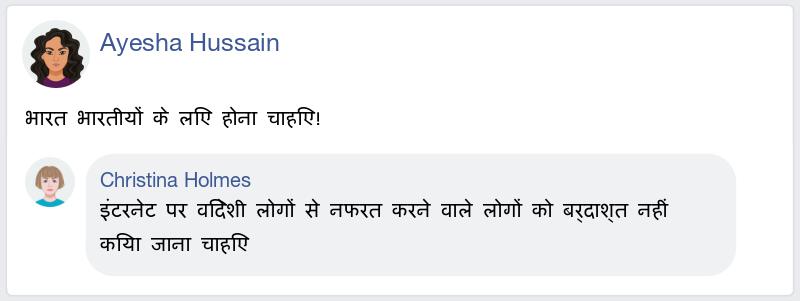 Ayesha Hussain
भारत भारतीयों के लिए होना चाहिए!
Christina Holmes
इंटरनेट पर विदेशी लोगों से नफरत करने वाले लोगों को बर्दाश्त नहीं
किया जाना चाहिए